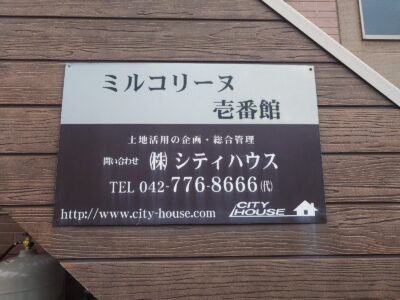 ミルコリーヌ
壱番館
土地活用の企画・総合管理
問い合わせ ㈱シティハウス
TEL 042-776-8666㈹
http://www.city-house.com
CITY
HOUSE